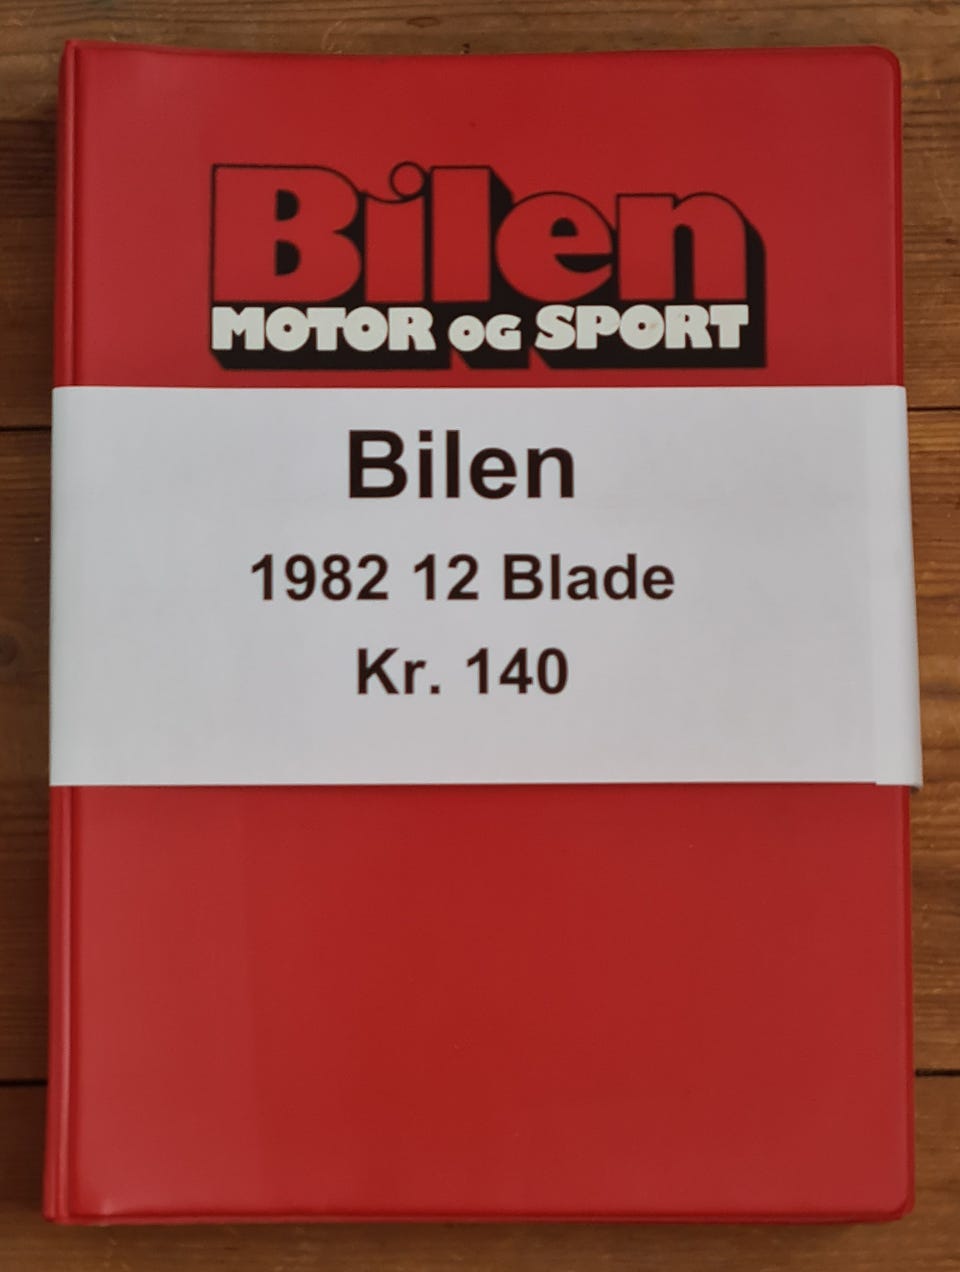 Bilen
MOTOR OG SPORT
Bilen
1982 12 Blade
Kr. 140